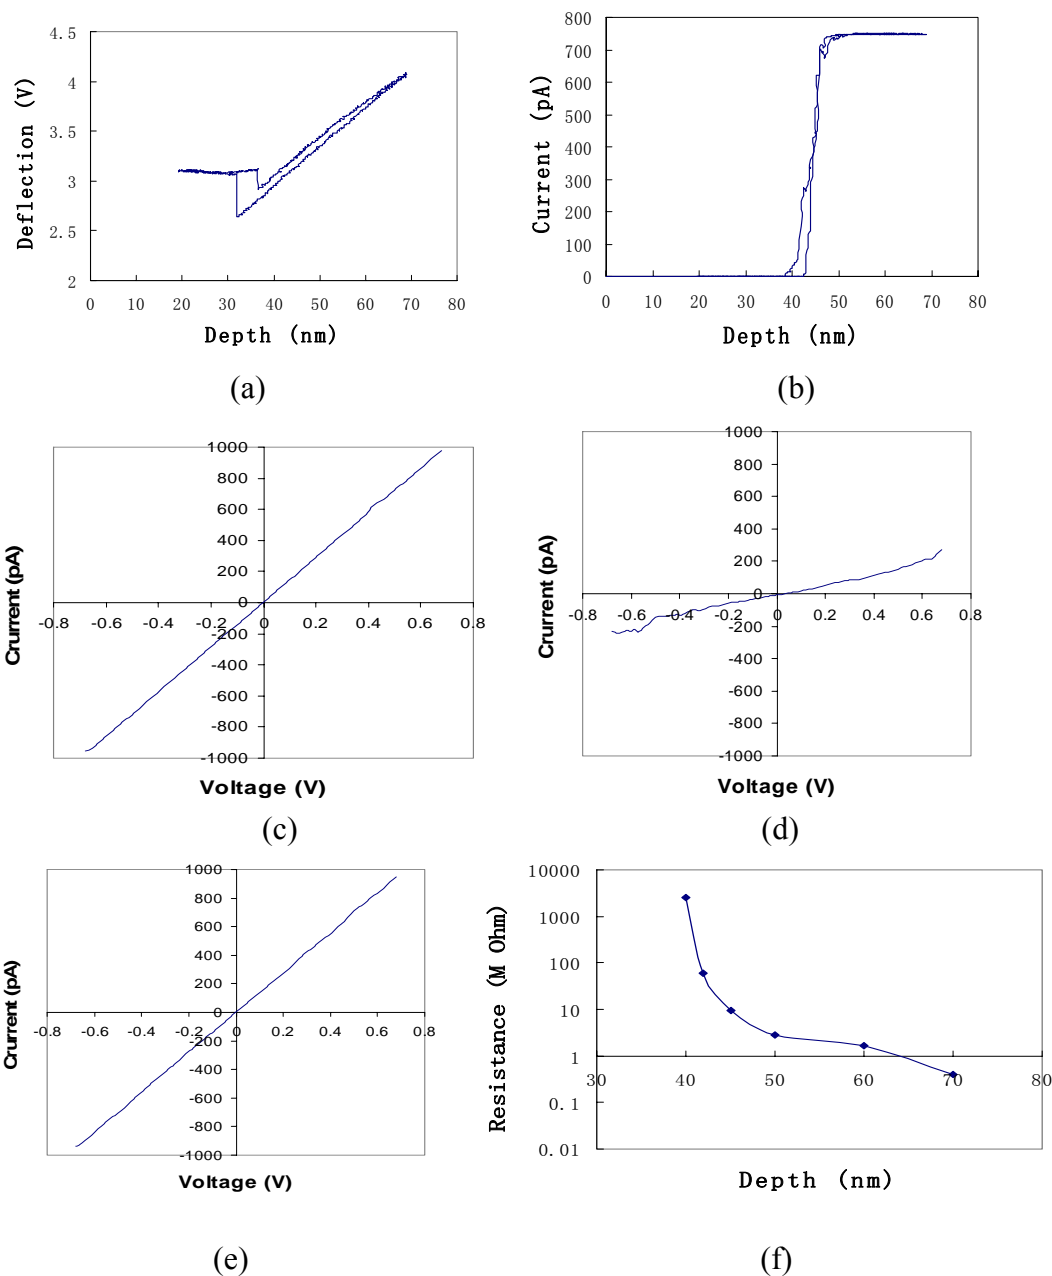 4.5
4
3.5
3
2.5
2
0 10 20 30 40 50 60 70 80
Deflection (V)
Depth (nm)
(a)
800
700
600
500
400
300
200
100
0
0 10 20 30 40 50 60 70 80
Current (pA)
Depth (nm)
(b)
1000
800
600
400
200
0
-0.8 -0.6 -0.4 -0.2 0 0.2 0.4 0.6 0.8
-200
-400
-600
-800
-1000
Crurrent (pA)
Voltage (V)
(c)
1000
800
600
400
200
0
-0.8 -0.6 -0.4 -0.2 0 0.2 0.4 0.6 0.8
-200
-400
-600
-800
-1000
Crurrent (pA)
Voltage (V)
(d)
1000
800
600
400
200
0
-0.8 -0.6 -0.4 -0.2 0 0.2 0.4 0.6 0.8
-200
-400
-600
-800
-1000
Crurrent (pA)
Voltage (V)
(e)
10000
1000
100
10
1
30 40 50 60 70 80
0.1
0.01
Resistance (M Ohm)
Depth (nm)
(f)